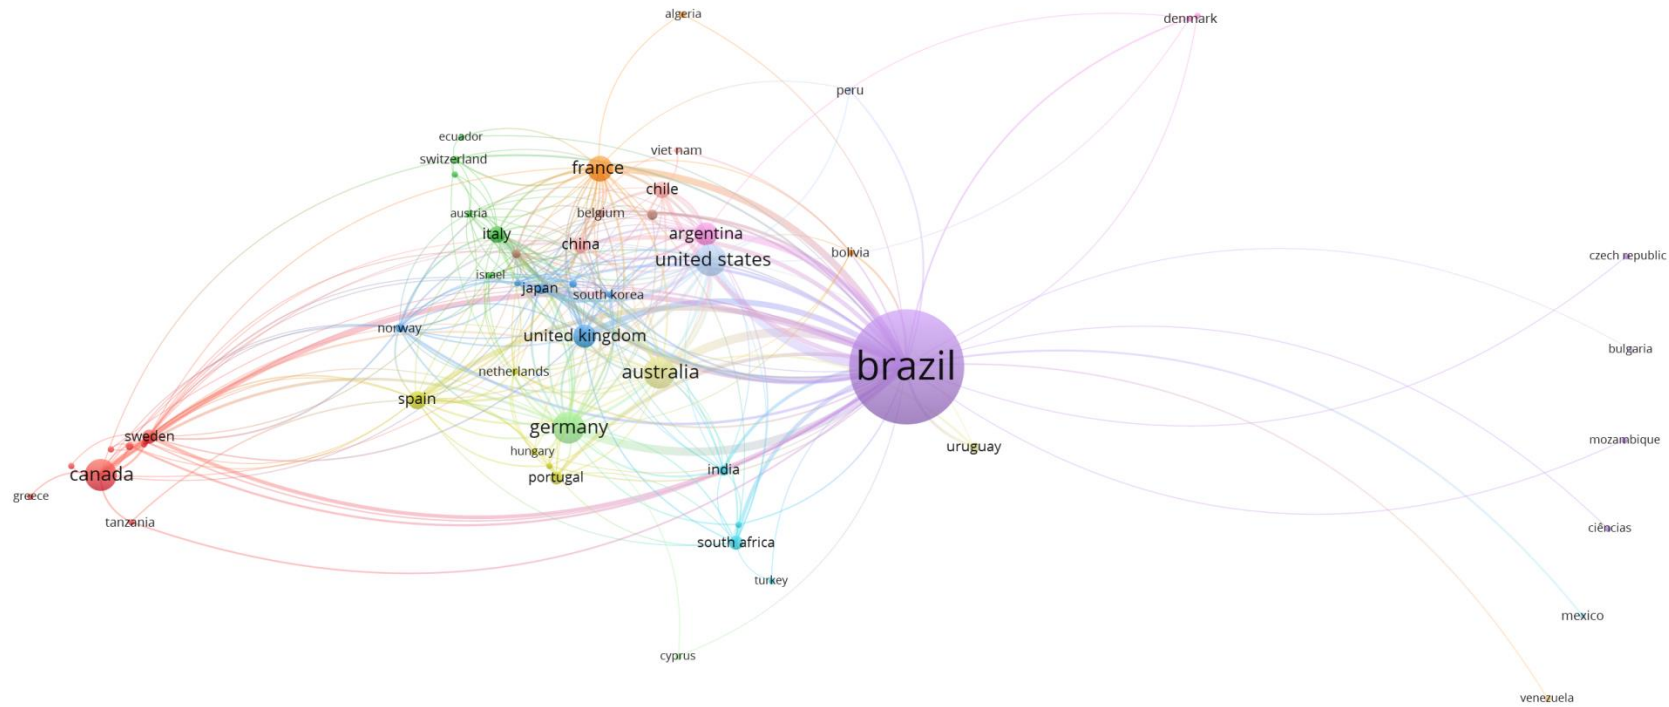 algeria
denmark
peru
ecuador
switzerland
viet nam
france
chile
austria
belgium
italy
china
argentina
united states
bolivia
czech republic
israel
japan
south korea
norway
united kingdom
bulgaria
netherlands
australia
brazil
spain
germany
sweden
hungary
uruguay
mozambique
canada
portugal
india
greece
tanzania
south africa
ciências
turkey
mexico
cyprus
venezuela